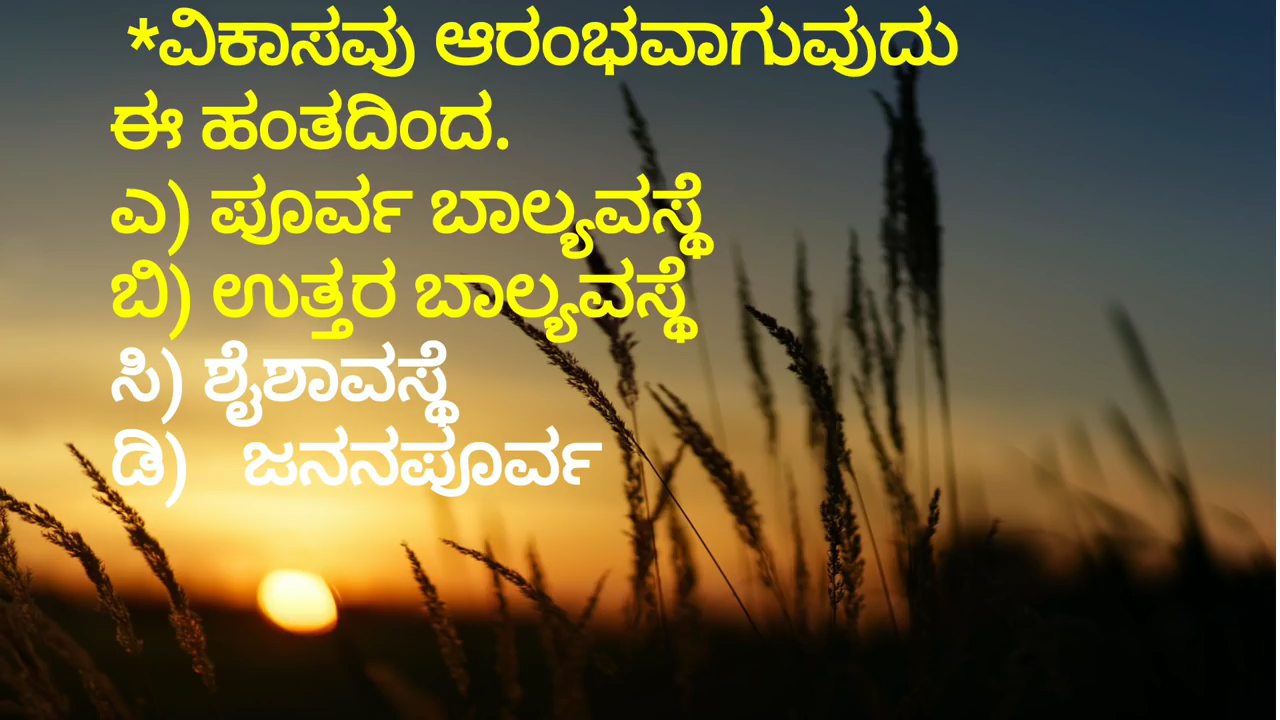 *ವಿಕಾಸವು ಆರಂಭವಾಗುವುದು
ಈ ಹಂತದಿಂದ.
ಎ) ಪೂರ್ವ ಬಾಲ್ಯವಸ್ಥೆ
ಬಿ) ಉತ್ತರ ಬಾಲ್ಯವಸ್ಥೆ
ಸಿ) ಶೈಶಾವಸ್ಥೆ
ಡಿ) ಜನನಪೂರ್ವ